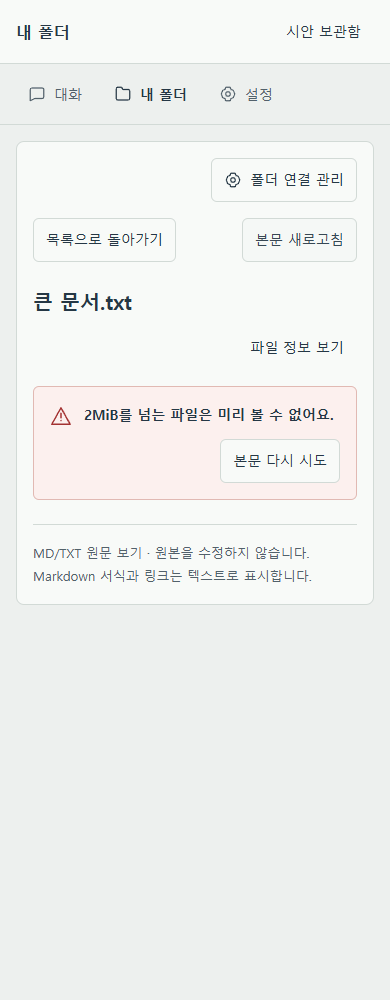 내 폴더
시안 보관함
대화
내 폴더
설정
폴더 연결 관리
목록으로 돌아가기
본문 새로고침
큰 문서.txt
파일 정보 보기
2MiB를 넘는 파일은 미리 볼 수 없어요.
본문 다시 시도
MD/TXT 원문 보기 · 원본을 수정하지 않습니다.
Markdown 서식과 링크는 텍스트로 표시합니다.